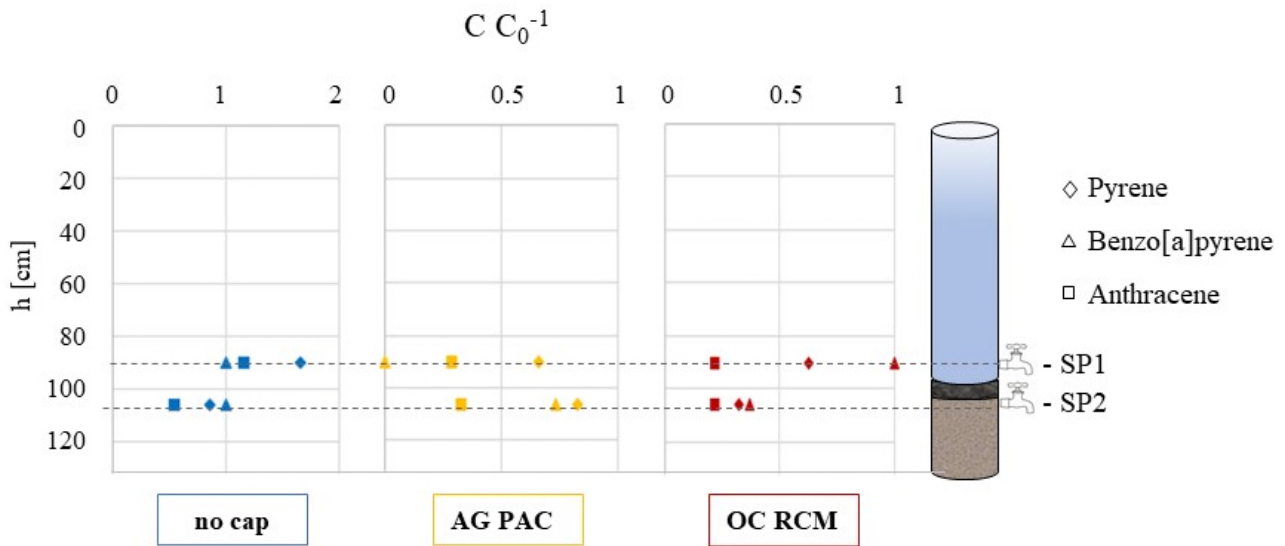 C C₀⁻¹
0 1 2 0 0.5 1 0 0.5 1
0
20
40
60
80
100
120
h [cm]
Pyrene
Benzo[a]pyrene
Anthracene
- SP1
- SP2
no cap AG PAC OC RCM